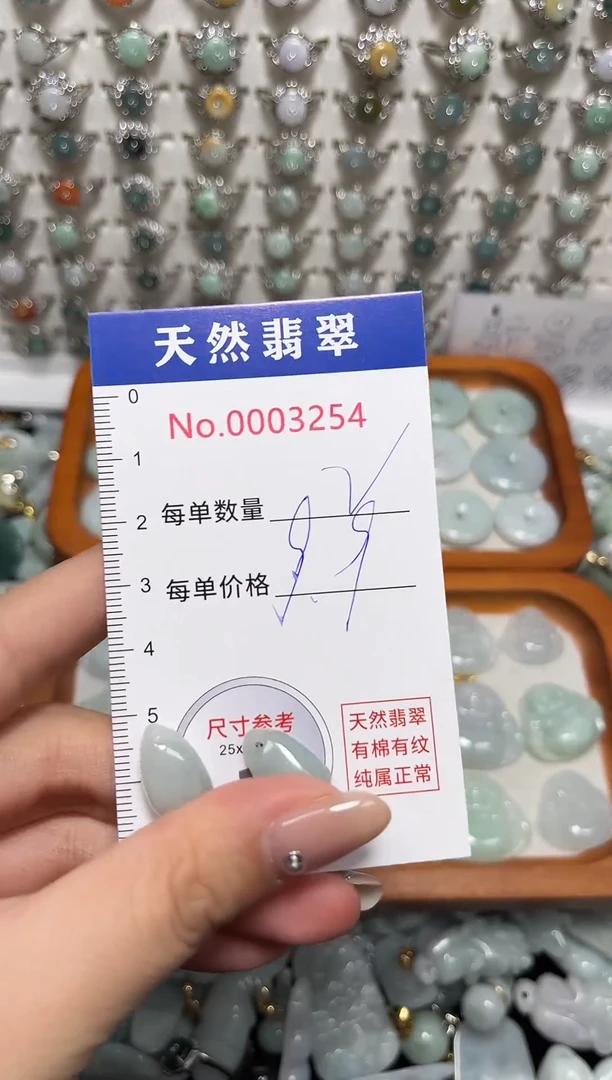 天然翡翠
No.0003254
0
1
每单数量
2
每单价格
3
4
5
尺寸参考
25x
天然翡翠
有棉有纹
纯属正常